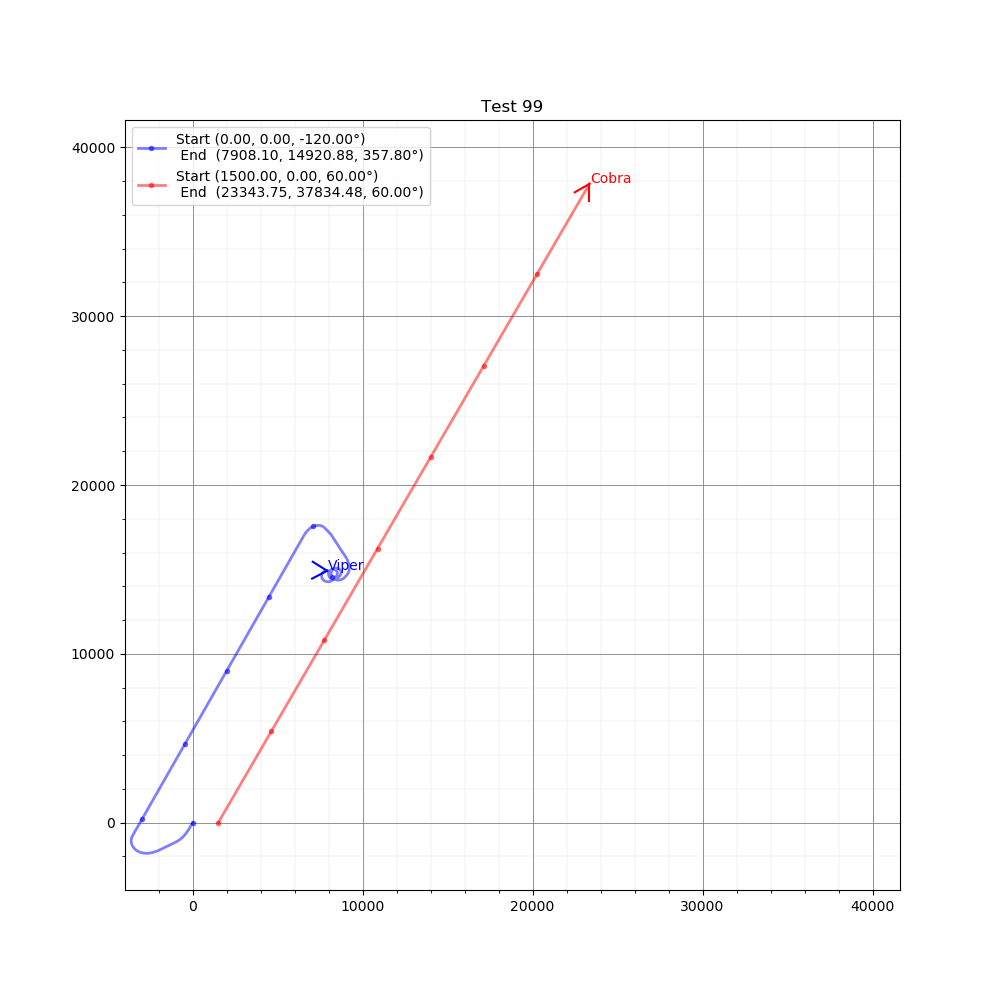 Test 99
Start (0.00, 0.00, -120.00°)
End (7908.10, 14920.88, 357.80°)
Start (1500.00, 0.00, 60.00°)
End (23343.75, 37834.48, 60.00°)
Cobra
Viper
40000
30000
20000
10000
0
0
10000
20000
30000
40000